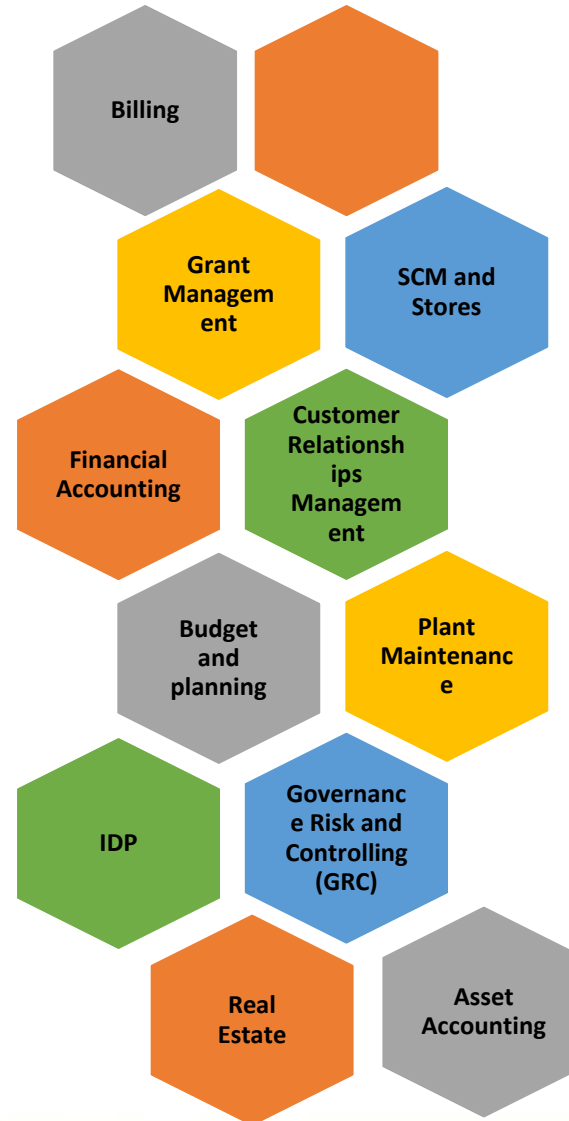 Billing
Grant
Managem
ent
SCM and
Stores
Financial
Accounting
Customer
Relationsh
ips
Managem
ent
Budget
and
planning
Plant
Maintenanc
e
IDP
Governanc
e Risk and
Controlling
(GRC)
Real
Estate
Asset
Accounting